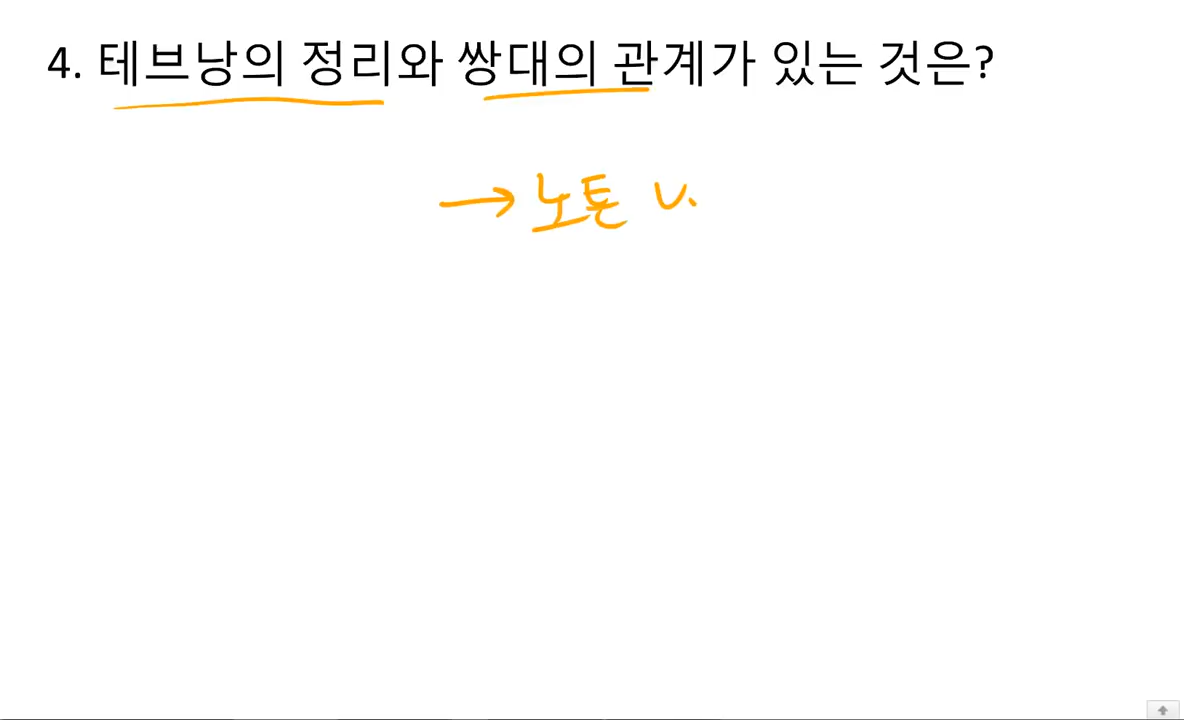 4. 테브낭의 정리와 쌍대의 관계가 있는 것은?
→ 노튼